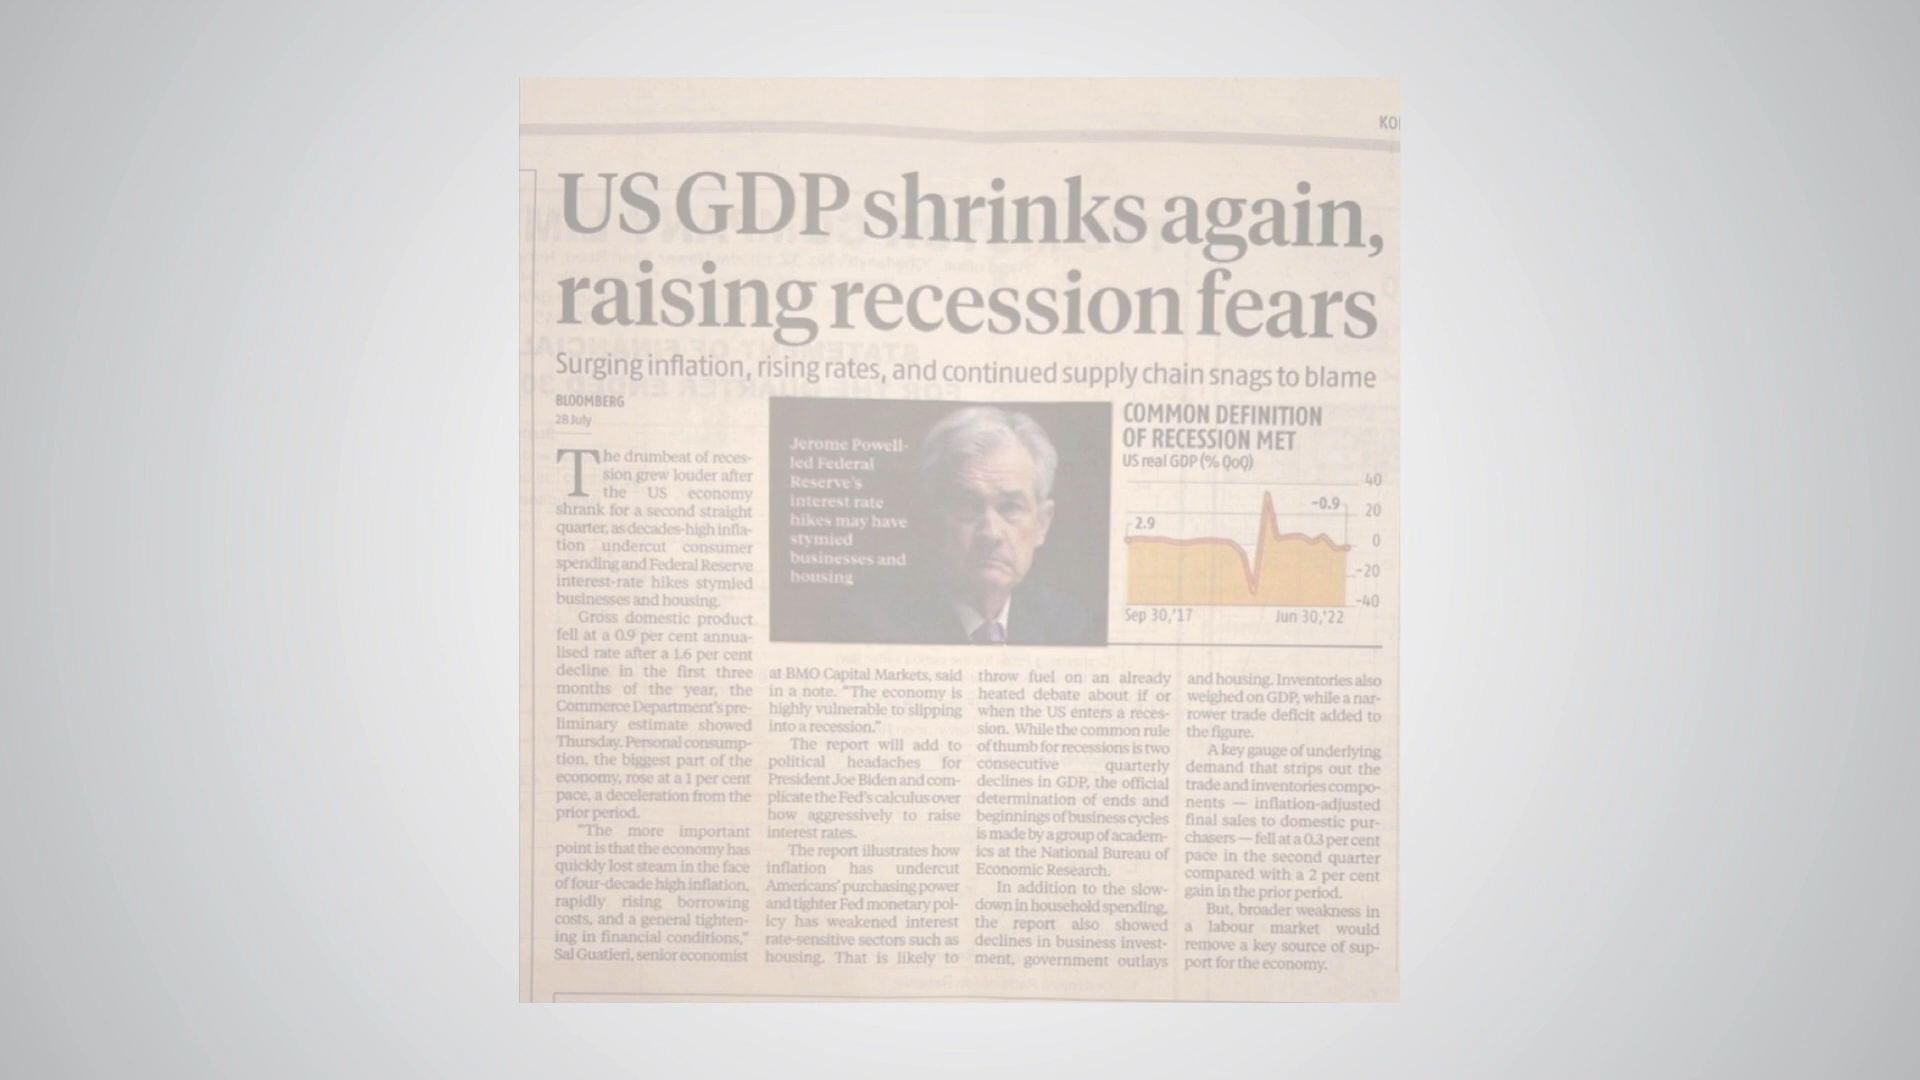 KO
US GDP shrinks again,
raising recession fears
Surging inflation, rising rates, and continued supply chain snags to blame
BLOOMBERG
28 July
The drumbeat of reces-
sion grew louder after
the US economy
shrank for a second straight
quarter, as decades-high infla-
tion undercut consumer
spending and Federal Reserve
interest-rate hikes stymied
businesses and housing.
Gross domestic product
fell at a 0.9 per cent annua-
lised rate after a 1.6 per cent
decline in the first three
months of the year, the
Commerce Department's pre-
liminary estimate showed
Thursday. Personal consump-
tion, the biggest part of the
economy, rose at a 1 per cent
pace, a deceleration from the
prior period.
"The more important
point is that the economy has
quickly lost steam in the face
of four-decade high inflation,
rapidly rising borrowing
costs, and a general tighten-
ing in financial conditions,"
Sal Guatieri, senior economist
Jerome Powell-
led Federal
Reserve's
interest rate
hikes may have
stymied
businesses and
housing
COMMON DEFINITION
OF RECESSION MET
US real GDP (% QoQ)
40
20
0
-20
-40
2.9
-0.9
Sep 30,'17
Jun 30,'22
at BMO Capital Markets, said
in a note. "The economy is
highly vulnerable to slipping
into a recession."
The report will add to
political headaches for
President Joe Biden and com-
plicate the Fed's calculus over
how aggressively to raise
interest rates.
The report illustrates how
inflation has undercut
Americans' purchasing power
and tighter Fed monetary pol-
icy has weakened interest
rate-sensitive sectors such as
housing. That is likely to
throw fuel on an already
heated debate about if or
when the US enters a reces-
sion. While the common rule
of thumb for recessions is two
consecutive quarterly
declines in GDP, the official
determination of ends and
beginnings of business cycles
is made by a group of academ-
ics at the National Bureau of
Economic Research.
In addition to the slow-
down in household spending,
the report also showed
declines in business invest-
ment, government outlays
and housing. Inventories also
weighed on GDP, while a nar-
rower trade deficit added to
the figure.
A key gauge of underlying
demand that strips out the
trade and inventories compo-
nents — inflation-adjusted
final sales to domestic pur-
chasers — fell at a 0.3 per cent
pace in the second quarter
compared with a 2 per cent
gain in the prior period.
But, broader weakness in
a labour market would
remove a key source of sup-
port for the economy.